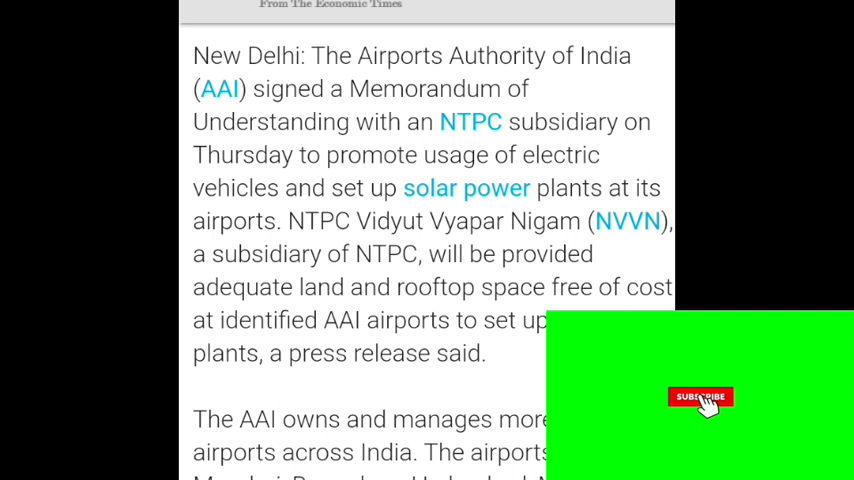 From The Economic Times
New Delhi: The Airports Authority of India
(AAI) signed a Memorandum of
Understanding with an NTPC subsidiary on
Thursday to promote usage of electric
vehicles and set up solar power plants at its
airports. NTPC Vidyut Vyapar Nigam (NVVN),
a subsidiary of NTPC, will be provided
adequate land and rooftop space free of cost
at identified AAI airports to set up
plants, a press release said.
SUBSCRIBE
The AAI owns and manages more
airports across India. The airports